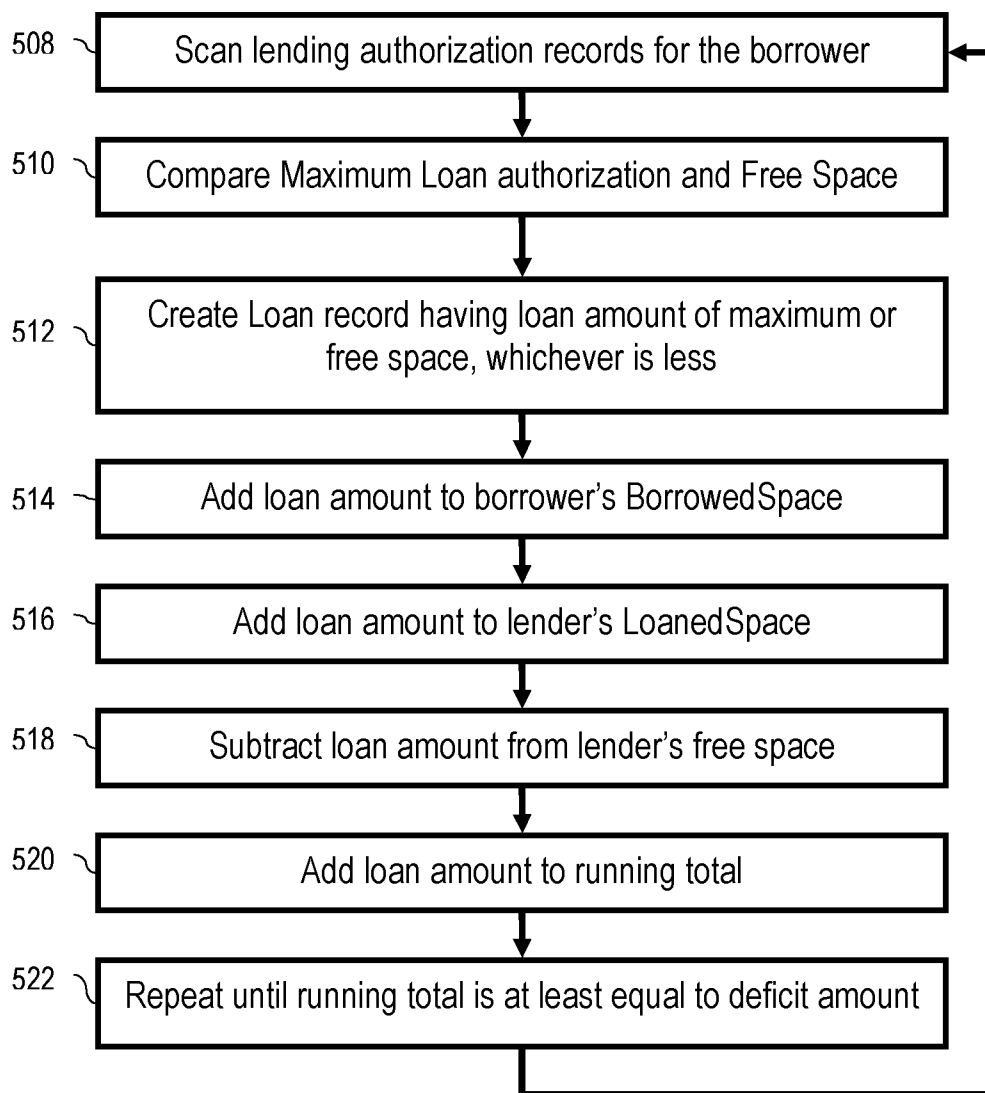 508
Scan lending authorization records for the borrower
510
Compare Maximum Loan authorization and Free Space
512
Create Loan record having loan amount of maximum or
free space, whichever is less
514
Add loan amount to borrower’s BorrowedSpace
516
Add loan amount to lender’s LoanedSpace
518
Subtract loan amount from lender’s free space
520
Add loan amount to running total
522
Repeat until running total is at least equal to deficit amount